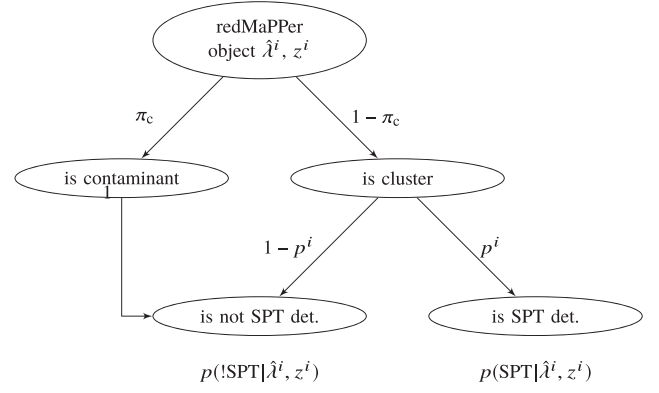 redMaPPer
object λ̂ⁱ, zⁱ
π_c
1 − π_c
is contaminant
1
is cluster
1 − pⁱ
pⁱ
is not SPT det.
is SPT det.
p(!SPT|λ̂ⁱ, zⁱ)
p(SPT|λ̂ⁱ, zⁱ)